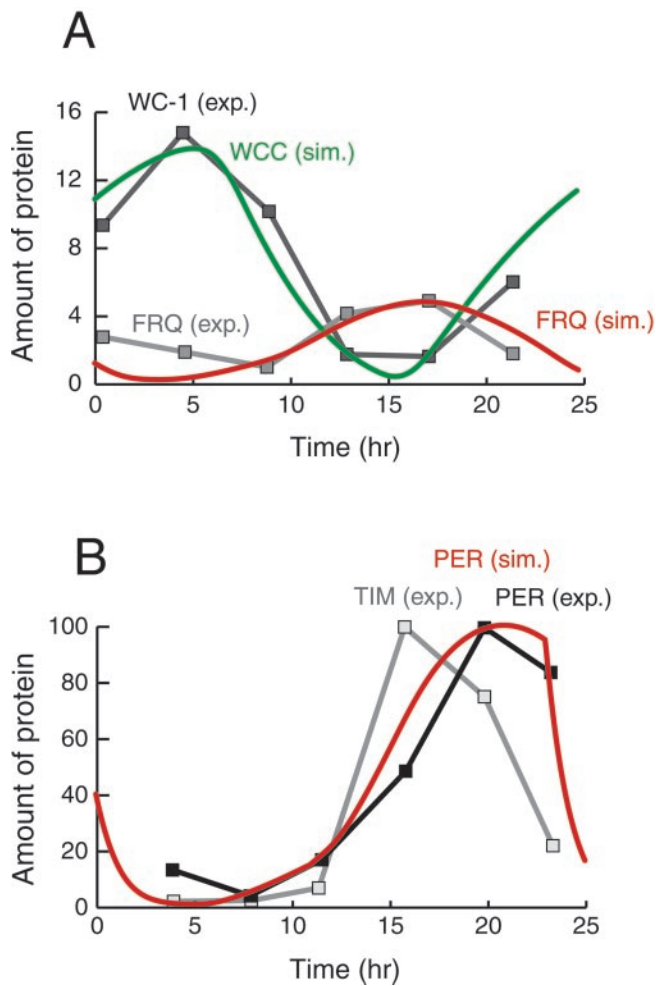 A
16
WC-1 (exp.)
WCC (sim.)
12
Amount of protein
8
FRQ (exp.)
4
FRQ (sim.)
0
0 5 10 15 20 25
Time (hr)
B
PER (sim.)
TIM (exp.) PER (exp.)
100
80
Amount of protein
60
40
20
0
0 5 10 15 20 25
Time (hr)